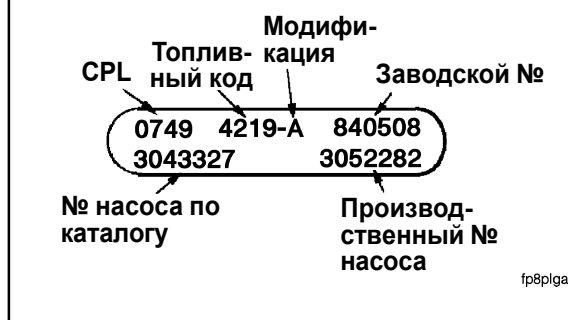 Модифи-
кация
Топлив-
ный код
CPL
Заводской №
0749 4219-A 840508
3043327 3052282
№ насоса по
каталогу
Производ-
ственный №
насоса
fp8plga